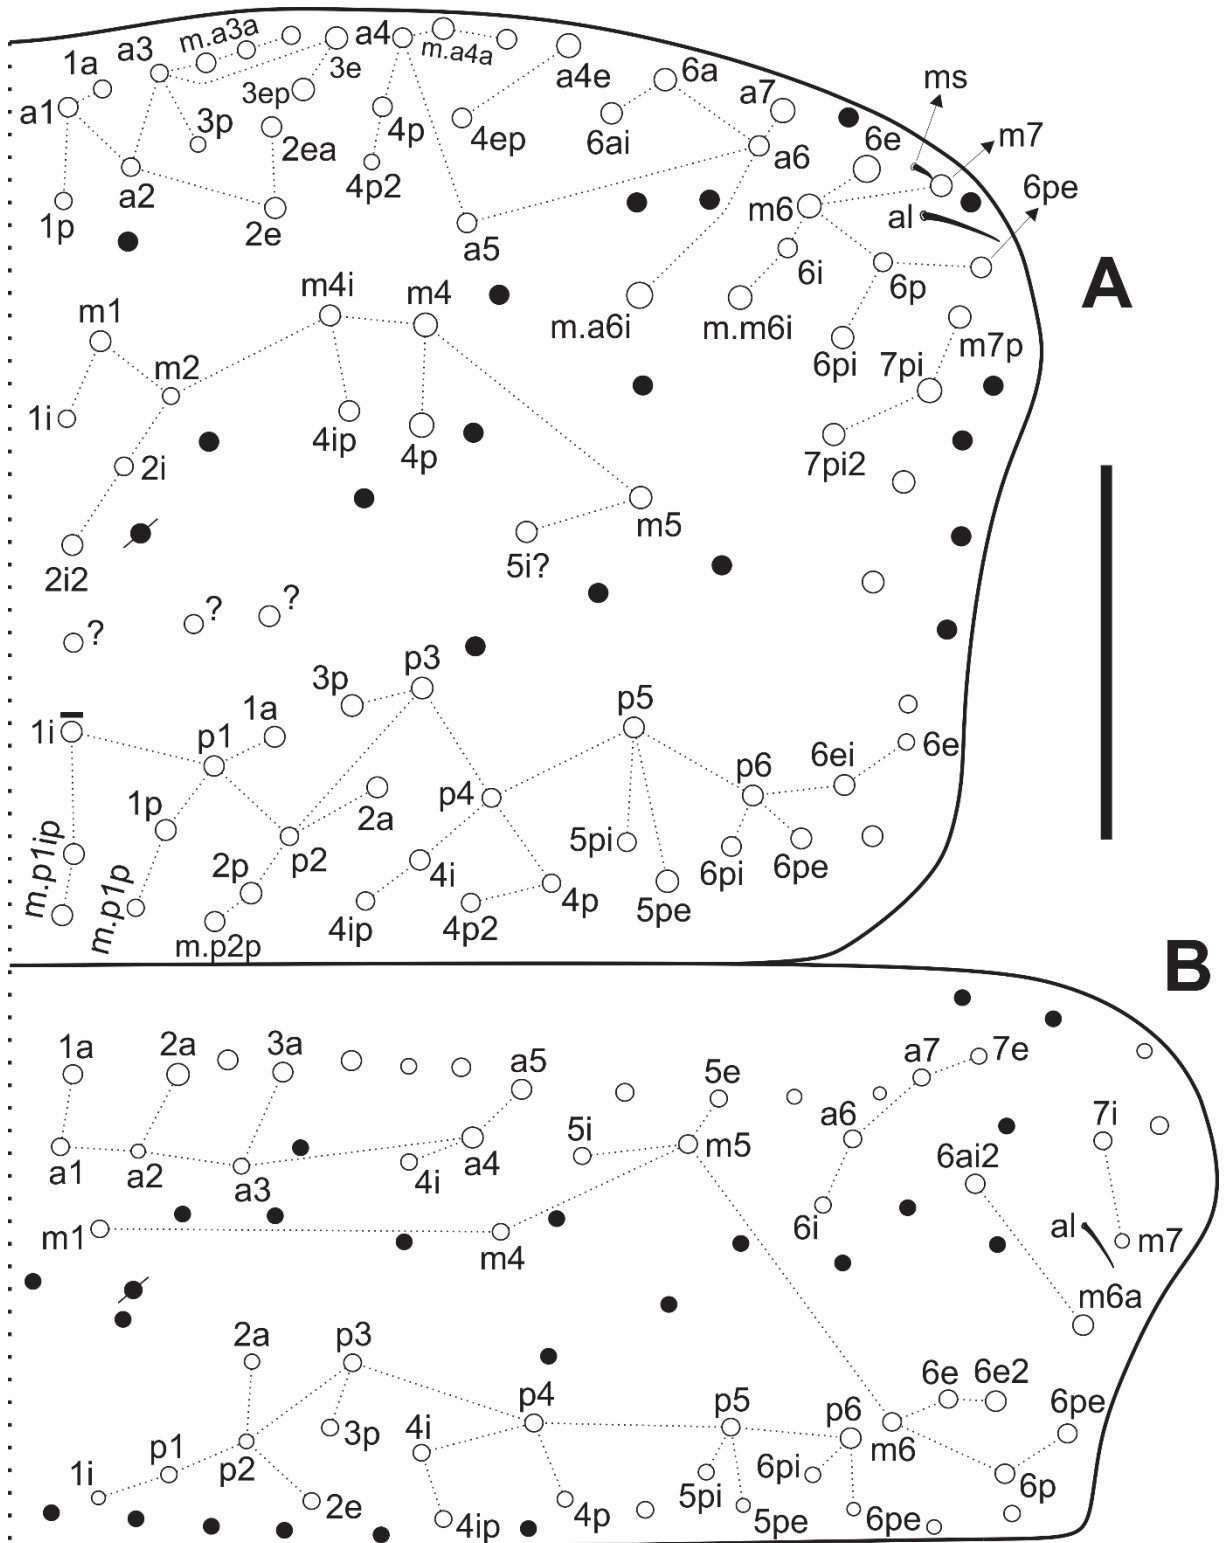 m.a3a
a4
m.a4a
a3
1a
3e
a4e
6a
a7
ms
a1
3ep
3p
2ea
4p
4ep
6ai
6e
m7
a6
6pe
a2
4p2
m6
al
1p
2e
a5
6i
6p
A
m4i
m4
m1
m.a6i
m.m6i
m7p
m2
6pi
7pi
1i
4ip
4p
2i
7pi2
m5
5i?
2i2
?
?
?
p3
3p
1i
1a
p5
p1
6ei
6e
p6
p4
1p
2a
5pi
p2
2p
4i
6pi
6pe
m.p1ip
m.p1p
4p
5pe
4ip
4p2
m.p2p
B
1a
2a
3a
a5
a7
7e
5e
a6
7i
5i
m5
6ai2
a1
a2
a3
4i
a4
6i
al
m7
m1
m4
m6a
2a
p3
6e
6e2
p4
p5
p6
6pe
3p
4i
m6
p1
p2
1i
6pi
5pi
6p
2e
4ip
4p
5pe
6pe